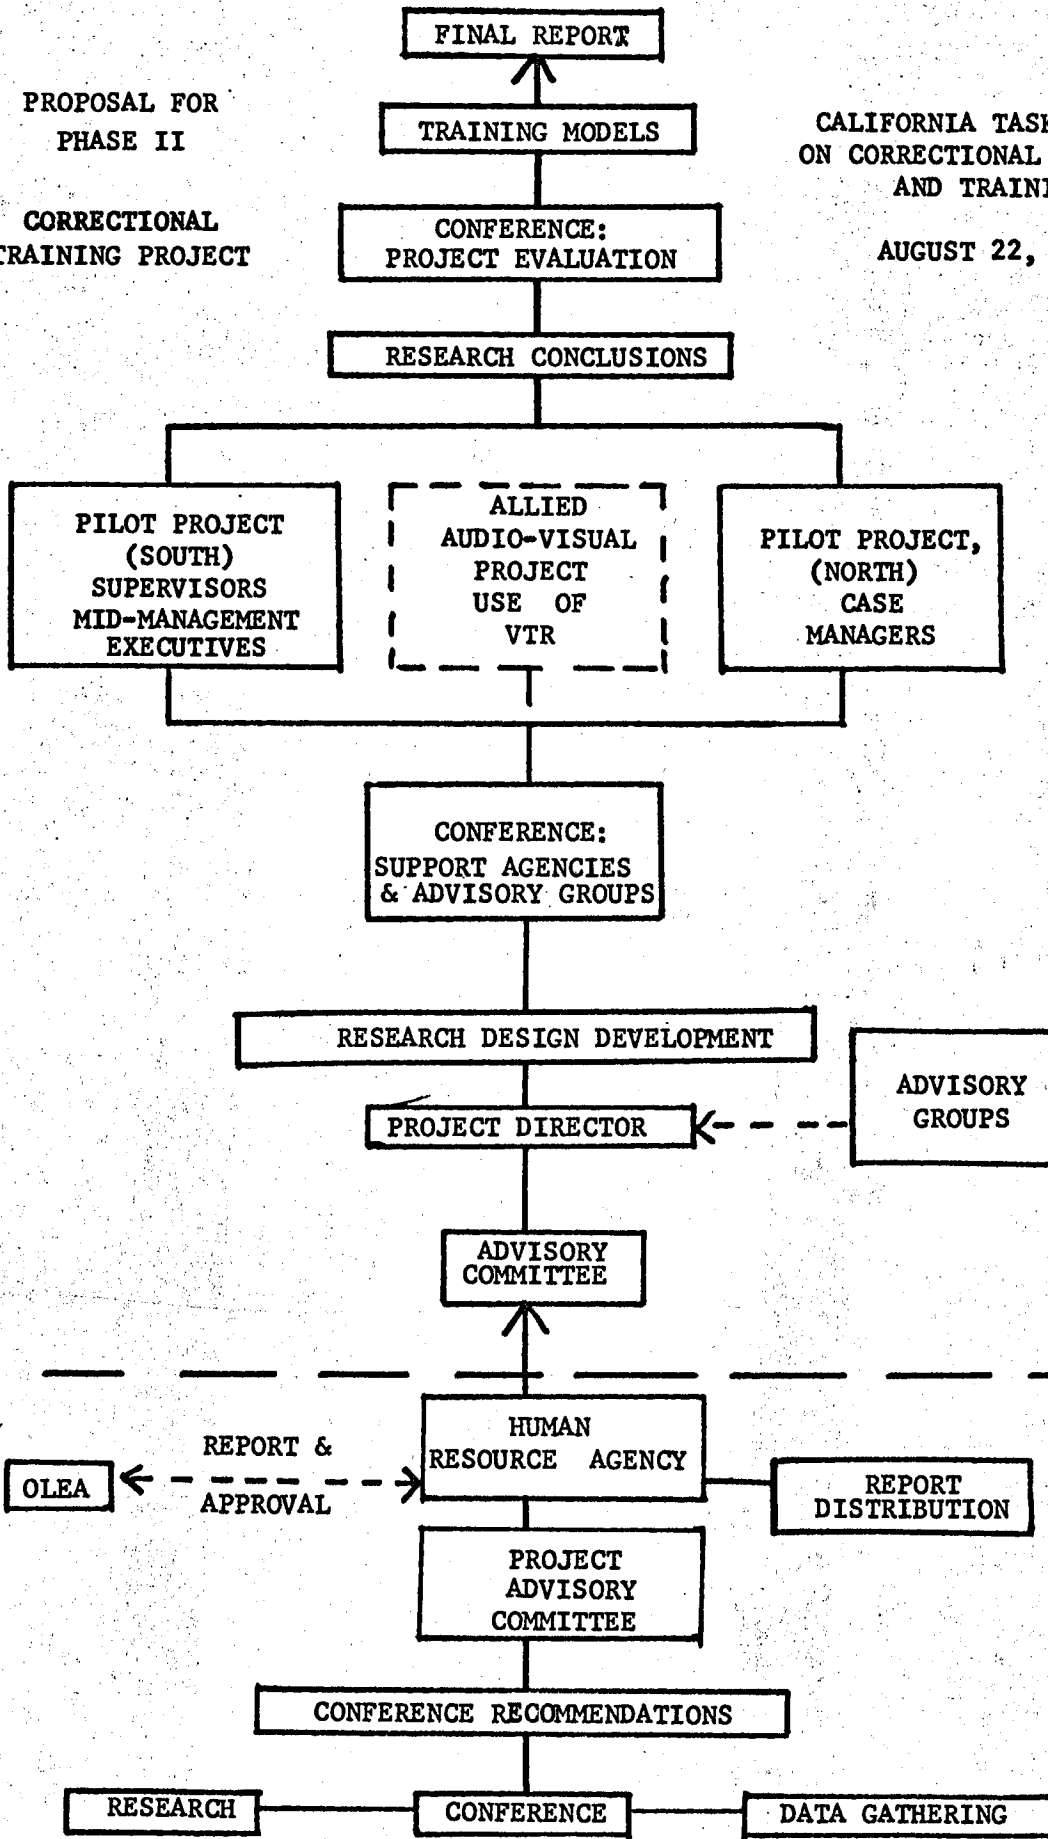 FINAL REPORT
PROPOSAL FOR
PHASE II
CORRECTIONAL
TRAINING PROJECT
CALIFORNIA TASK
ON CORRECTIONAL
AND
AUGUST 22,
TRAINING MODELS
CONFERENCE:
PROJECT EVALUATION
RESEARCH CONCLUSIONS
PILOT PROJECT
(SOUTH)
SUPERVISORS
MID-MANAGEMENT
EXECUTIVES
ALLIED
AUDIO-VISUAL
PROJECT
USE OF
VTR
PILOT PROJECT,
(NORTH)
CASE
MANAGERS
CONFERENCE:
SUPPORT AGENCIES
& ADVISORY GROUPS
RESEARCH DESIGN DEVELOPMENT
ADVISORY
GROUPS
PROJECT DIRECTOR
ADVISORY
COMMITTEE
HUMAN
RESOURCE AGENCY
REPORT &
APPROVAL
OLEA
REPORT
DISTRIBUTION
PROJECT
ADVISORY
COMMITTEE
CONFERENCE RECOMMENDATIONS
RESEARCH
CONFERENCE
DATA GATHERING